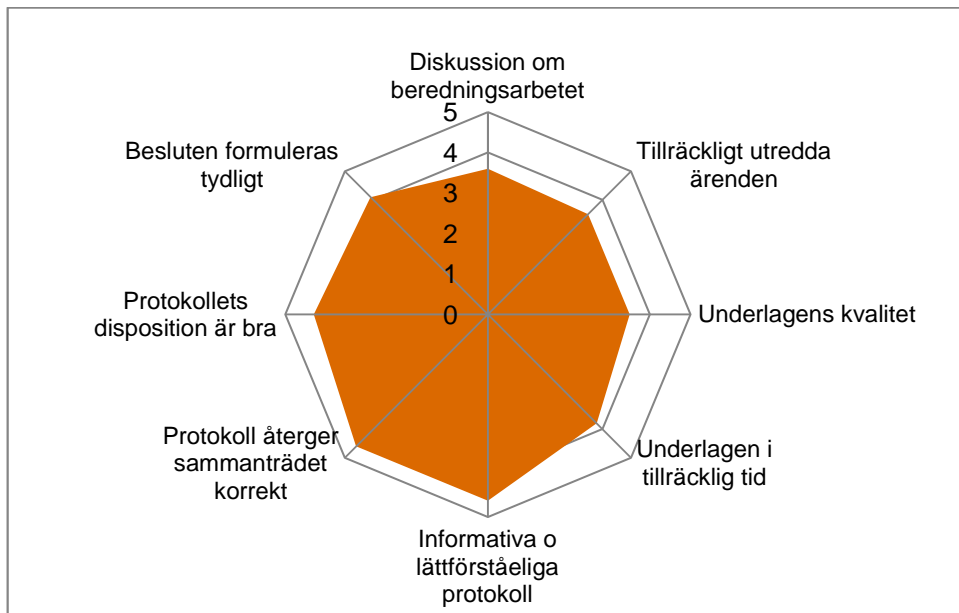 Diskussion om
beredningsarbetet
Tillräckligt utredda
ärenden
Underlagens kvalitet
Underlagen i
tillräcklig tid
Informativa o
lättförståeliga
protokoll
Protokoll återger
sammanträdet
korrekt
Protokollets
disposition är bra
Besluten formuleras
tydligt
5
4
3
2
1
0